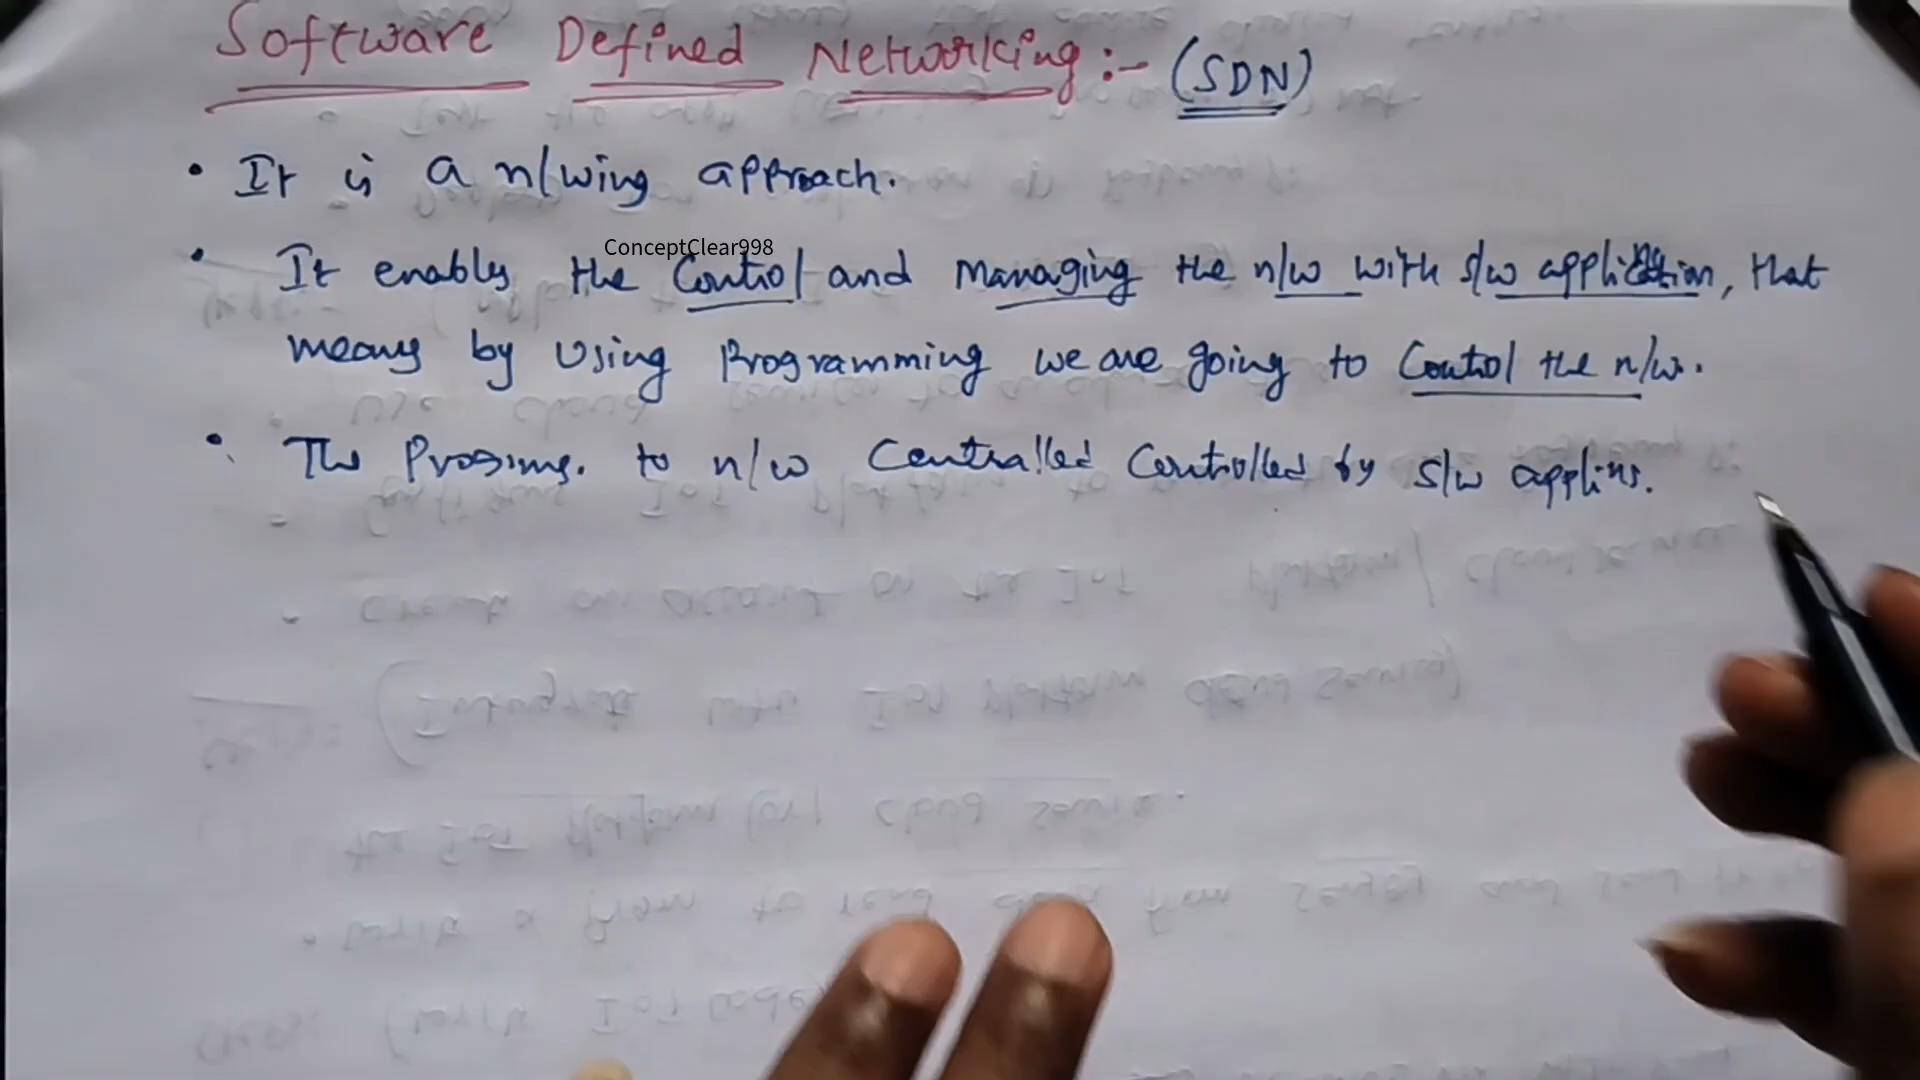 Software Defined Networking :- (SDN)
• It is a n/wing approach.
ConceptClear998
• It enables the Control and Managing the n/w with s/w application, that
means by using Programming we are going to Control the n/w.
• The to n/w Centralled Controlled by s/w applins.